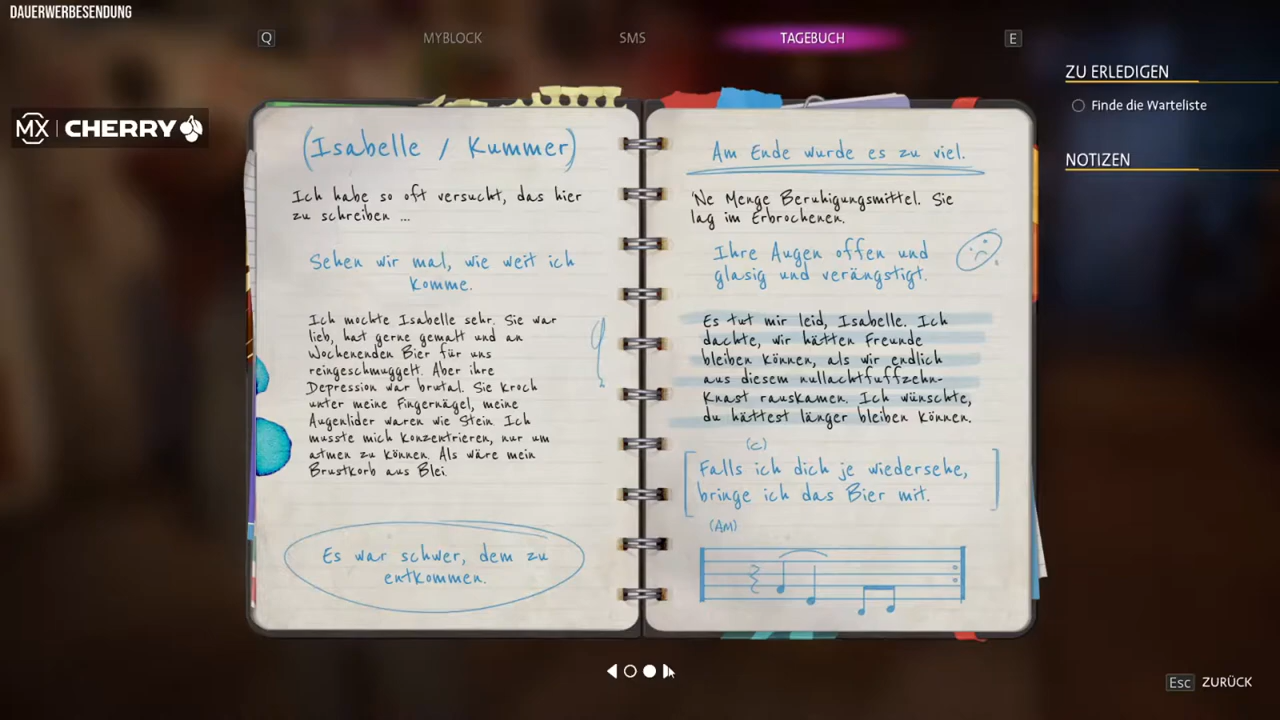 DAUERWERBESENDUNG
Q
MYBLOCK
SMS
TAGEBUCH
E
MX | CHERRY
ZU ERLEDIGEN
Finde die Warteliste
NOTIZEN
(Isabelle / Kummer)
Ich habe so oft versucht, das hier
zu schreiben ...
Sehen wir mal, wie weit ich
komme.
Ich mochte Isabelle sehr. Sie war
lieb, hat gerne gemalt und an
Wochenenden Bier für uns
reingeschmuggelt. Aber ihre
Depression war brutal. Sie kroch
unter meine Fingernägel, meine
Augenlider waren wie Stein. Ich
musste mich konzentrieren, nur um
atmen zu können. Als wäre mein
Brustkorb aus Blei.
Es war schwer, dem zu
entkommen.
Am Ende wurde es zu viel.
'Ne Menge Beruhigungsmittel. Sie
lag im Erbrochenen.
Ihre Augen offen und
glasig und verängstigt.
Es tut mir leid, Isabelle. Ich
dachte, wir hätten Freunde
bleiben können, als wir endlich
aus diesem nullachtfuffzehn-
Knast rauskamen. Ich wünschte,
du hättest länger bleiben können.
(C)
Falls ich dich je wiedersehe,
bringe ich das Bier mit.
(AM)
Esc ZURÜCK